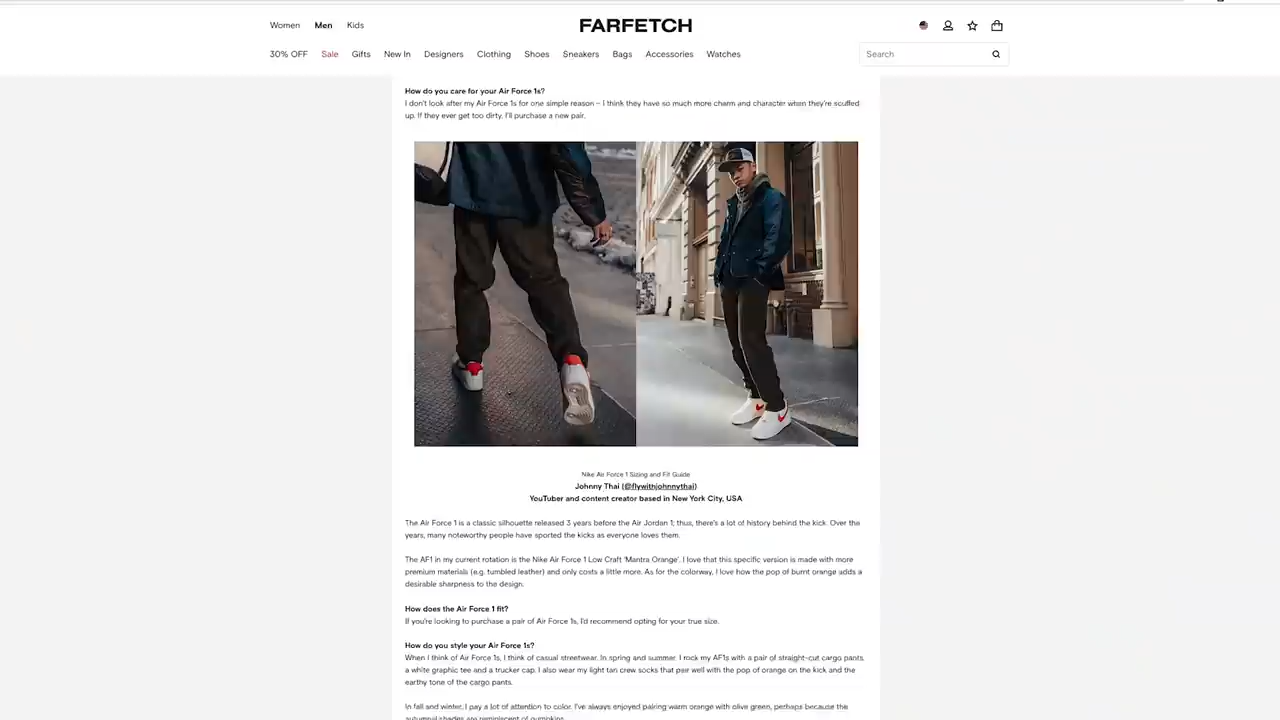 Women Men Kids
FARFETCH
30% OFF Sale Gifts New In Designers Clothing Shoes Sneakers Bags Accessories Watches
Search
How do you care for your Air Force 1s?
I don't look after my Air Force 1s for one simple reason – I think they have so much more charm and character when they're scuffed
up. If they ever get too dirty, I'll purchase a new pair.
Nike Air Force 1 Sizing and Fit Guide
Johnny Thai (@flywithjohnnythai)
YouTuber and content creator based in New York City, USA
The Air Force 1 is a classic silhouette released 3 years before the Air Jordan 1; thus, there's a lot of history behind the kick. Over the
years, many noteworthy people have sported the kicks as everyone loves them.
The AF1 in my current rotation is the Nike Air Force 1 Low Craft 'Mantra Orange'. I love that this specific version is made with more
premium materials (e.g. tumbled leather) and only costs a little more. As for the colorway, I love how the pop of burnt orange adds a
desirable sharpness to the design.
How does the Air Force 1 fit?
If you're looking to purchase a pair of Air Force 1s, I'd recommend opting for your true size.
How do you style your Air Force 1s?
When I think of Air Force 1s, I think of casual streetwear. In spring and summer, I rock my AF1s with a pair of straight-cut cargo pants,
a white graphic tee and a trucker cap. I also wear my light tan crew socks that pair well with the pop of orange on the kick and the
earthy tone of the cargo pants.
In fall and winter, I pay a lot of attention to color. I've always enjoyed pairing warm orange with olive green, perhaps because the
autumnal shades are reminiscent of pumpkins.